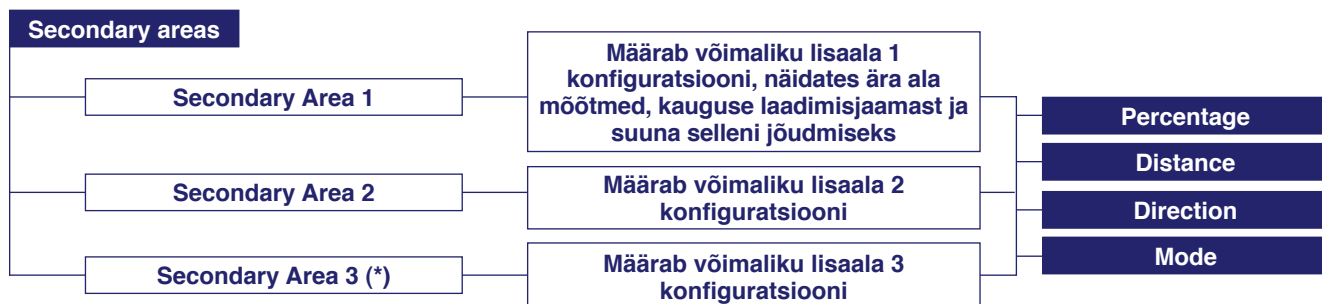 Secondary areas
Secondary Area 1
Määrab võimaliku lisaala 1
konfiguratsiooni, näidates ära ala
mõõtmed, kauguse laadimisjaamast ja
suuna selleni jõudmiseks
Secondary Area 2
Määrab võimaliku lisaala 2
konfiguratsiooni
Secondary Area 3 (*)
Määrab võimaliku lisaala 3
konfiguratsiooni
Percentage
Distance
Direction
Mode